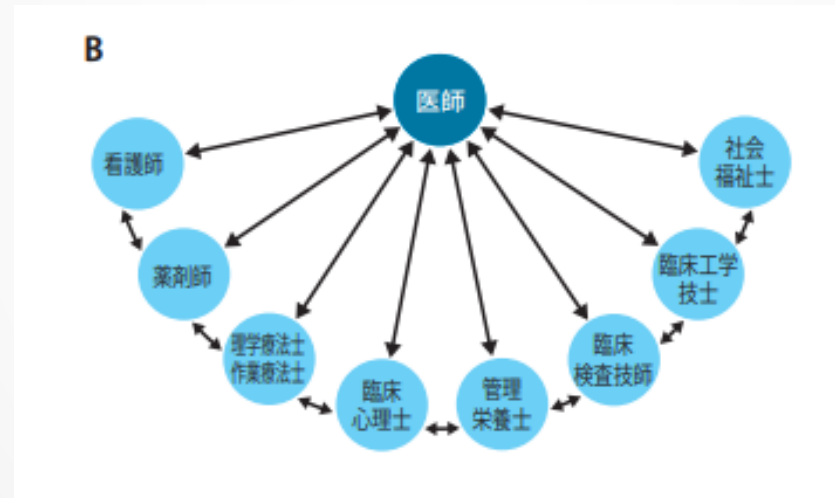 B
医師
看護師
社会
福祉士
薬剤師
臨床工学
技士
理学療法士
作業療法士
臨床
検査技師
臨床
心理士
管理
栄養士